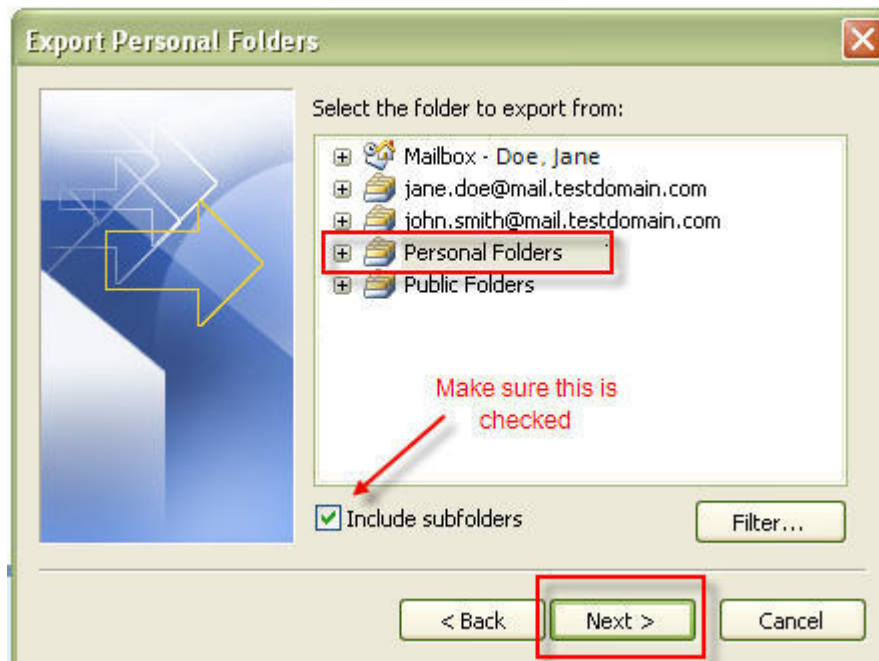 Export Personal Folders
Select the folder to export from:
Mailbox - Doe, Jane
jane.doe@mail.testdomain.com
john.smith@mail.testdomain.com
Personal Folders
Public Folders
Make sure this is
checked
Include subfolders
Filter...
< Back
Next >
Cancel